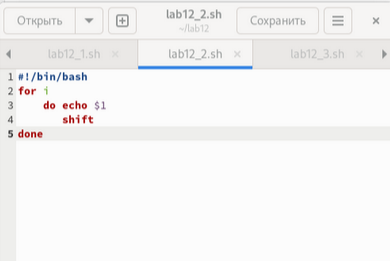 Открыть
lab12_2.sh
~/lab12
Сохранить
lab12_1.sh
lab12_2.sh
lab12_3.sh
1 #!/bin/bash
2 for i
3     do echo $1
4        shift
5 done